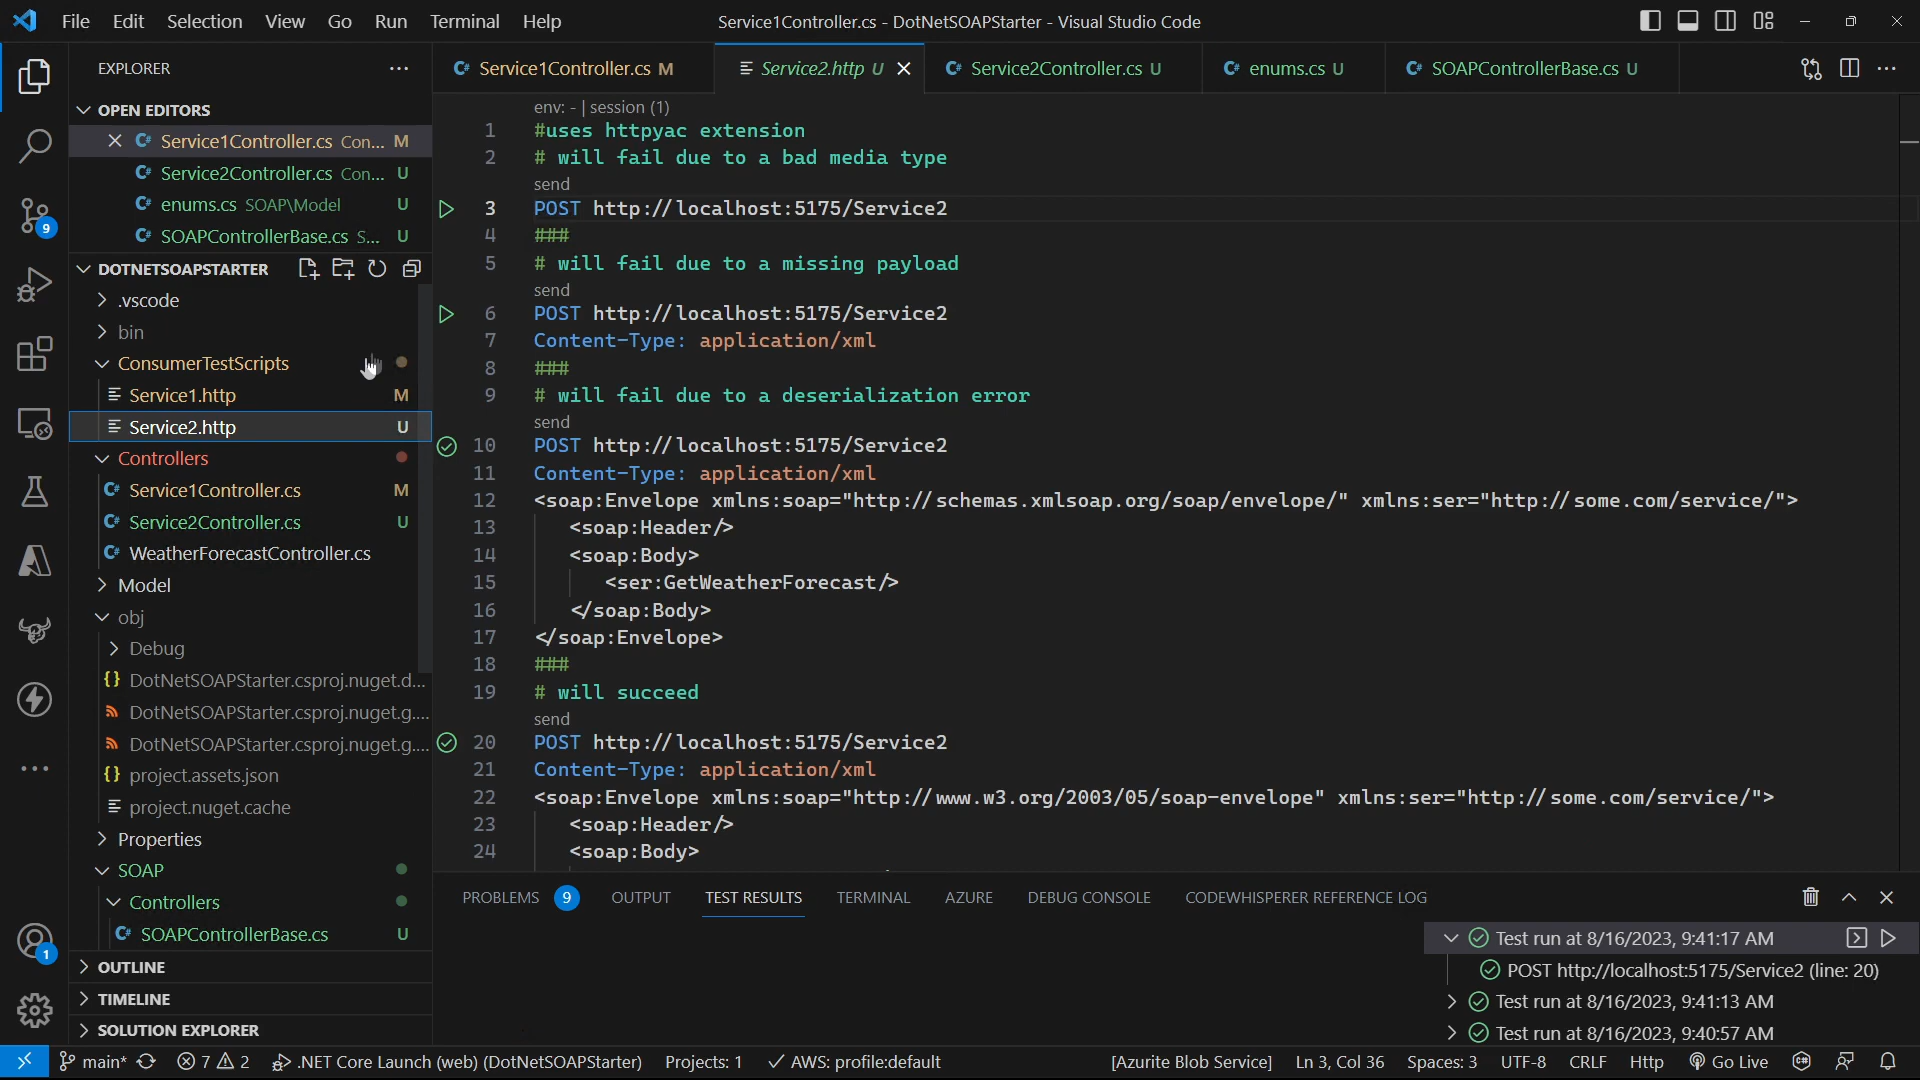 File Edit Selection View Go Run Terminal Help
Service1Controller.cs - DotNetSOAPStarter - Visual Studio Code
EXPLORER
Service1Controller.cs M
Service2.http U
Service2Controller.cs U
enums.cs U
SOAPControllerBase.cs U
OPEN EDITORS
Service1Controller.cs Con... M
Service2Controller.cs Con... U
enums.cs SOAP\Model U
SOAPControllerBase.cs S... U
DOTNETSOAPSTARTER
.vscode
bin
ConsumerTestScripts
Service1.http M
Service2.http U
Controllers
Service1Controller.cs M
Service2Controller.cs U
WeatherForecastController.cs
Model
obj
Debug
DotNetSOAPStarter.csproj.nuget.d...
DotNetSOAPStarter.csproj.nuget.g....
DotNetSOAPStarter.csproj.nuget.g....
project.assets.json
project.nuget.cache
Properties
SOAP
Controllers
SOAPControllerBase.cs U
OUTLINE
TIMELINE
SOLUTION EXPLORER
9
1
env: - | session (1)
1 #uses httpyac extension
2 # will fail due to a bad media type
send
3 POST http://localhost:5175/Service2
4 ###
5 # will fail due to a missing payload
send
6 POST http://localhost:5175/Service2
7 Content-Type: application/xml
8 ###
9 # will fail due to a deserialization error
send
10 POST http://localhost:5175/Service2
11 Content-Type: application/xml
12 <soap:Envelope xmlns:soap="http://schemas.xmlsoap.org/soap/envelope/" xmlns:ser="http://some.com/service/">
13 <soap:Header/>
14 <soap:Body>
15 <ser:GetWeatherForecast/>
16 </soap:Body>
17 </soap:Envelope>
18 ###
19 # will succeed
send
20 POST http://localhost:5175/Service2
21 Content-Type: application/xml
22 <soap:Envelope xmlns:soap="http://www.w3.org/2003/05/soap-envelope" xmlns:ser="http://some.com/service/">
23 <soap:Header/>
24 <soap:Body>
PROBLEMS 9 OUTPUT TEST RESULTS TERMINAL AZURE DEBUG CONSOLE CODEWHISPERER REFERENCE LOG
Test run at 8/16/2023, 9:41:17 AM
POST http://localhost:5175/Service2 (line: 20)
Test run at 8/16/2023, 9:41:13 AM
Test run at 8/16/2023, 9:40:57 AM
main* 7 2 .NET Core Launch (web) (DotNetSOAPStarter) Projects: 1 AWS: profile:default [Azurite Blob Service] Ln 3, Col 36 Spaces: 3 UTF-8 CRLF Http Go Live